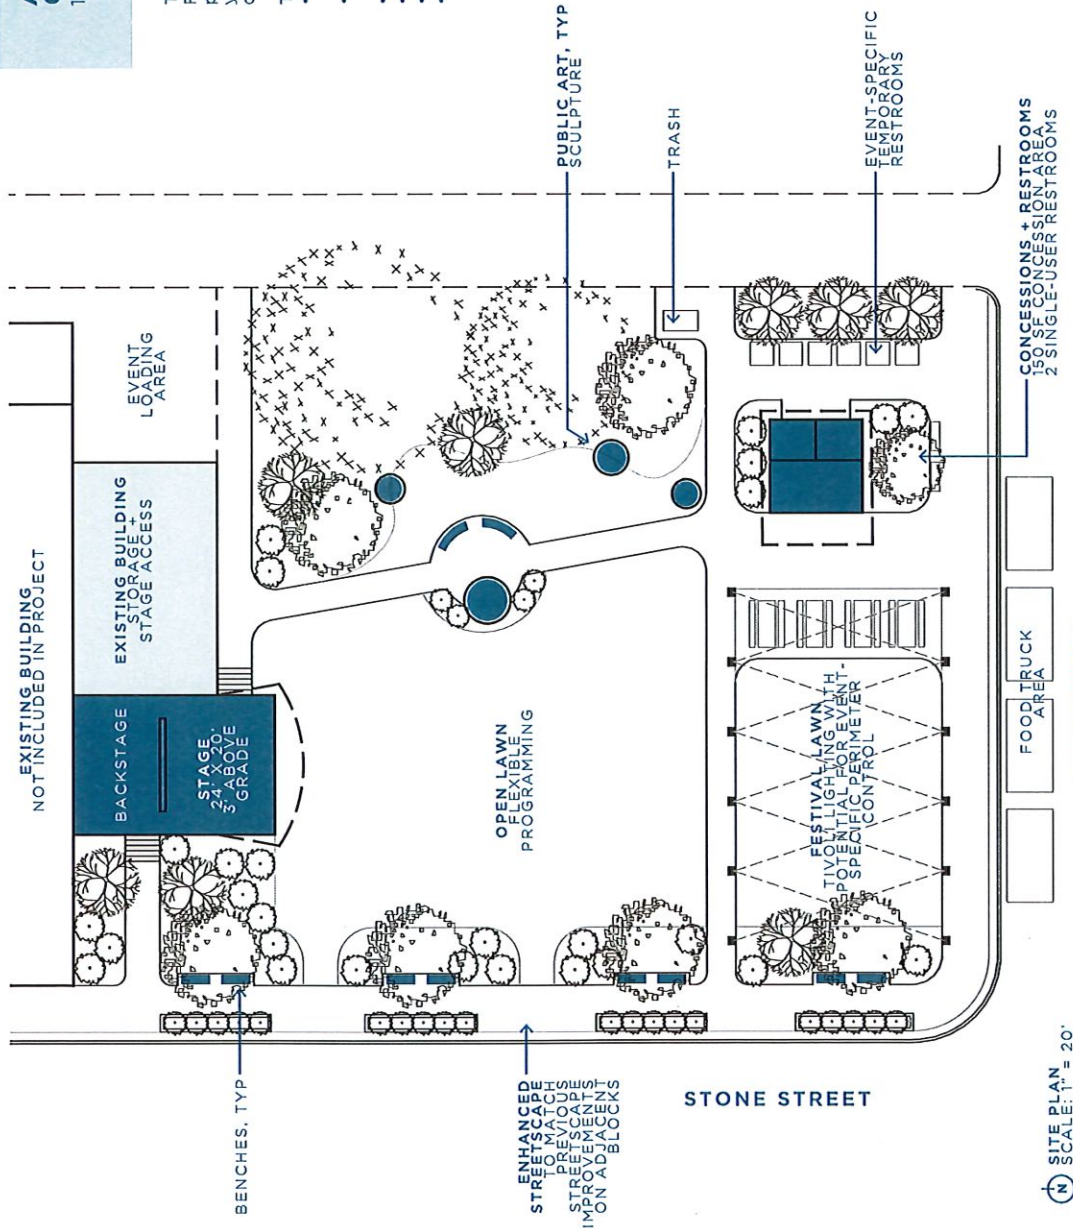 EXISTING BUILDING
NOT INCLUDED IN PROJECT
BACKSTAGE
STAGE
24' X 20'
3' ABOVE
GRADE
EXISTING BUILDING
STORAGE +
STAGE ACCESS
EVENT
LOADING
AREA
OPEN LAWN
FLEXIBLE
PROGRAMMING
FESTIVAL LAWN
TIVOLI LIGHTING WITH
POTENTIAL FOR EVENT-
SPECIFIC PERIMETER
CONTROL
FOOD TRUCK
AREA
BENCHES, TYP
ENHANCED
STREETSCAPE
TO MATCH
PREVIOUS
STREETSCAPE
IMPROVEMENTS
ON ADJACENT
BLOCKS
STONE STREET
PUBLIC ART, TYP
SCULPTURE
TRASH
EVENT-SPECIFIC
TEMPORARY
RESTROOMS
CONCESSIONS + RESTROOMS
150 SF CONCESSION AREA
2 SINGLE-USER RESTROOMS
N
SITE PLAN
SCALE: 1" = 20'